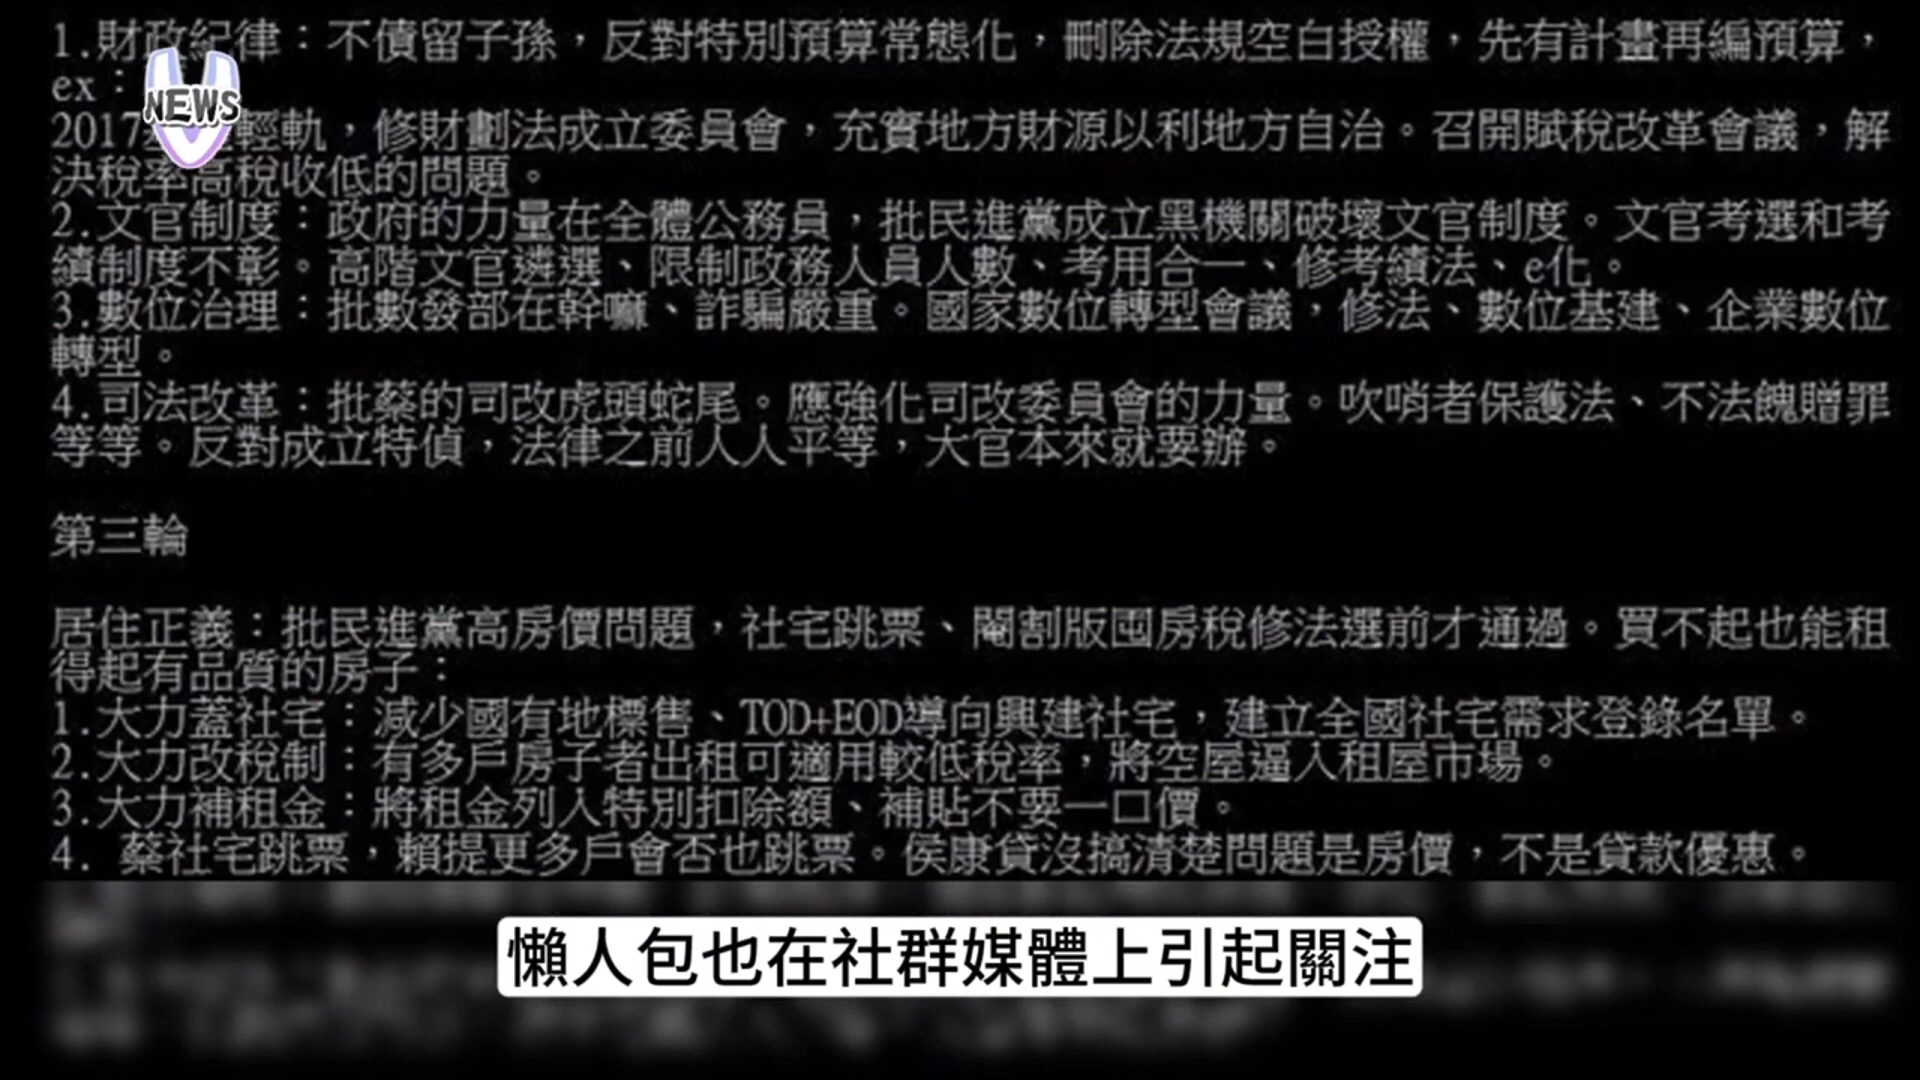 1.財政紀律：不債留子孫，反對特別預算常態化，刪除法規空白授權，先有計畫再編預算，
ex：
NEWS
2017基隆輕軌，修財劃法成立委員會，充實地方財源以利地方自治。召開賦稅改革會議，解
決稅率高稅收低的問題。
2.文官制度：政府的力量在全體公務員，批民進黨成立黑機關破壞文官制度。文官考選和考
績制度不彰。高階文官遴選、限制政務人員人數、考用合一、修考績法、e化。
3.數位治理：批數發部在幹嘛、詐騙嚴重。國家數位轉型會議，修法、數位基建、企業數位
轉型。
4.司法改革：批蔡的司改虎頭蛇尾。應強化司改委員會的力量。吹哨者保護法、不法餽贈罪
等等。反對成立特偵，法律之前人人平等，大官本來就要辦。
第三輪
居住正義：批民進黨高房價問題，社宅跳票、閹割版囤房稅修法選前才通過。買不起也能租
得起有品質的房子：
1.大力蓋社宅：減少國有地標售、TOD+EOD導向興建社宅，建立全國社宅需求登錄名單。
2.大力改稅制：有多戶房子者出租可適用較低稅率，將空屋逼入租屋市場。
3.大力補租金：將租金列入特別扣除額、補貼不要一口價。
4. 蔡社宅跳票，賴提更多戶會否也跳票。侯康貸沒搞清楚問題是房價，不是貸款優惠。
懶人包也在社群媒體上引起關注